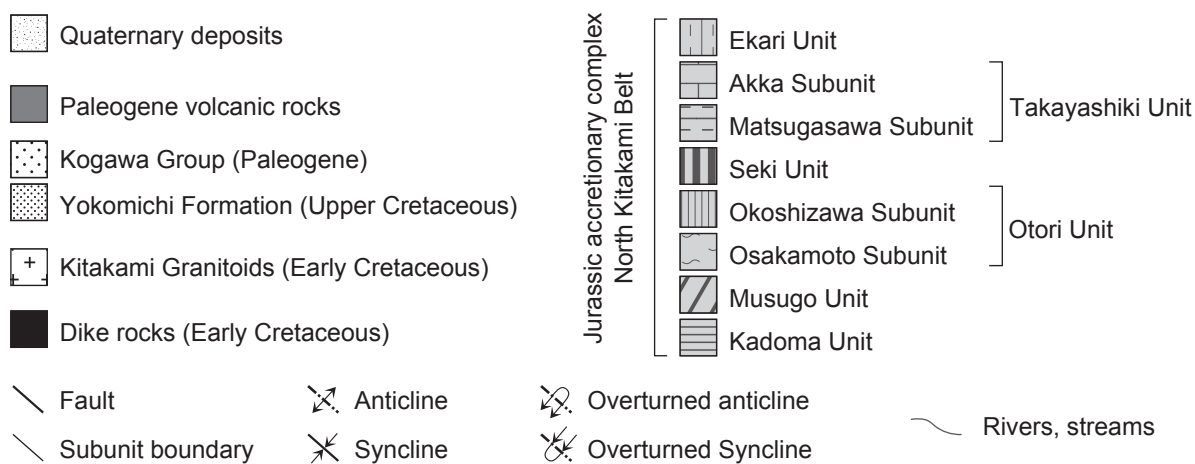 Quaternary deposits
Paleogene volcanic rocks
Kogawa Group (Paleogene)
Yokomichi Formation (Upper Cretaceous)
Kitakami Granitoids (Early Cretaceous)
Dike rocks (Early Cretaceous)
Jurassic accretionary complex
North Kitakami Belt
Ekari Unit
Akka Subunit
Matsugasawa Subunit
Takayashiki Unit
Seki Unit
Okoshizawa Subunit
Osakamoto Subunit
Otori Unit
Musugo Unit
Kadoma Unit
Fault
Anticline
Overturned anticline
Subunit boundary
Syncline
Overturned Syncline
Rivers, streams